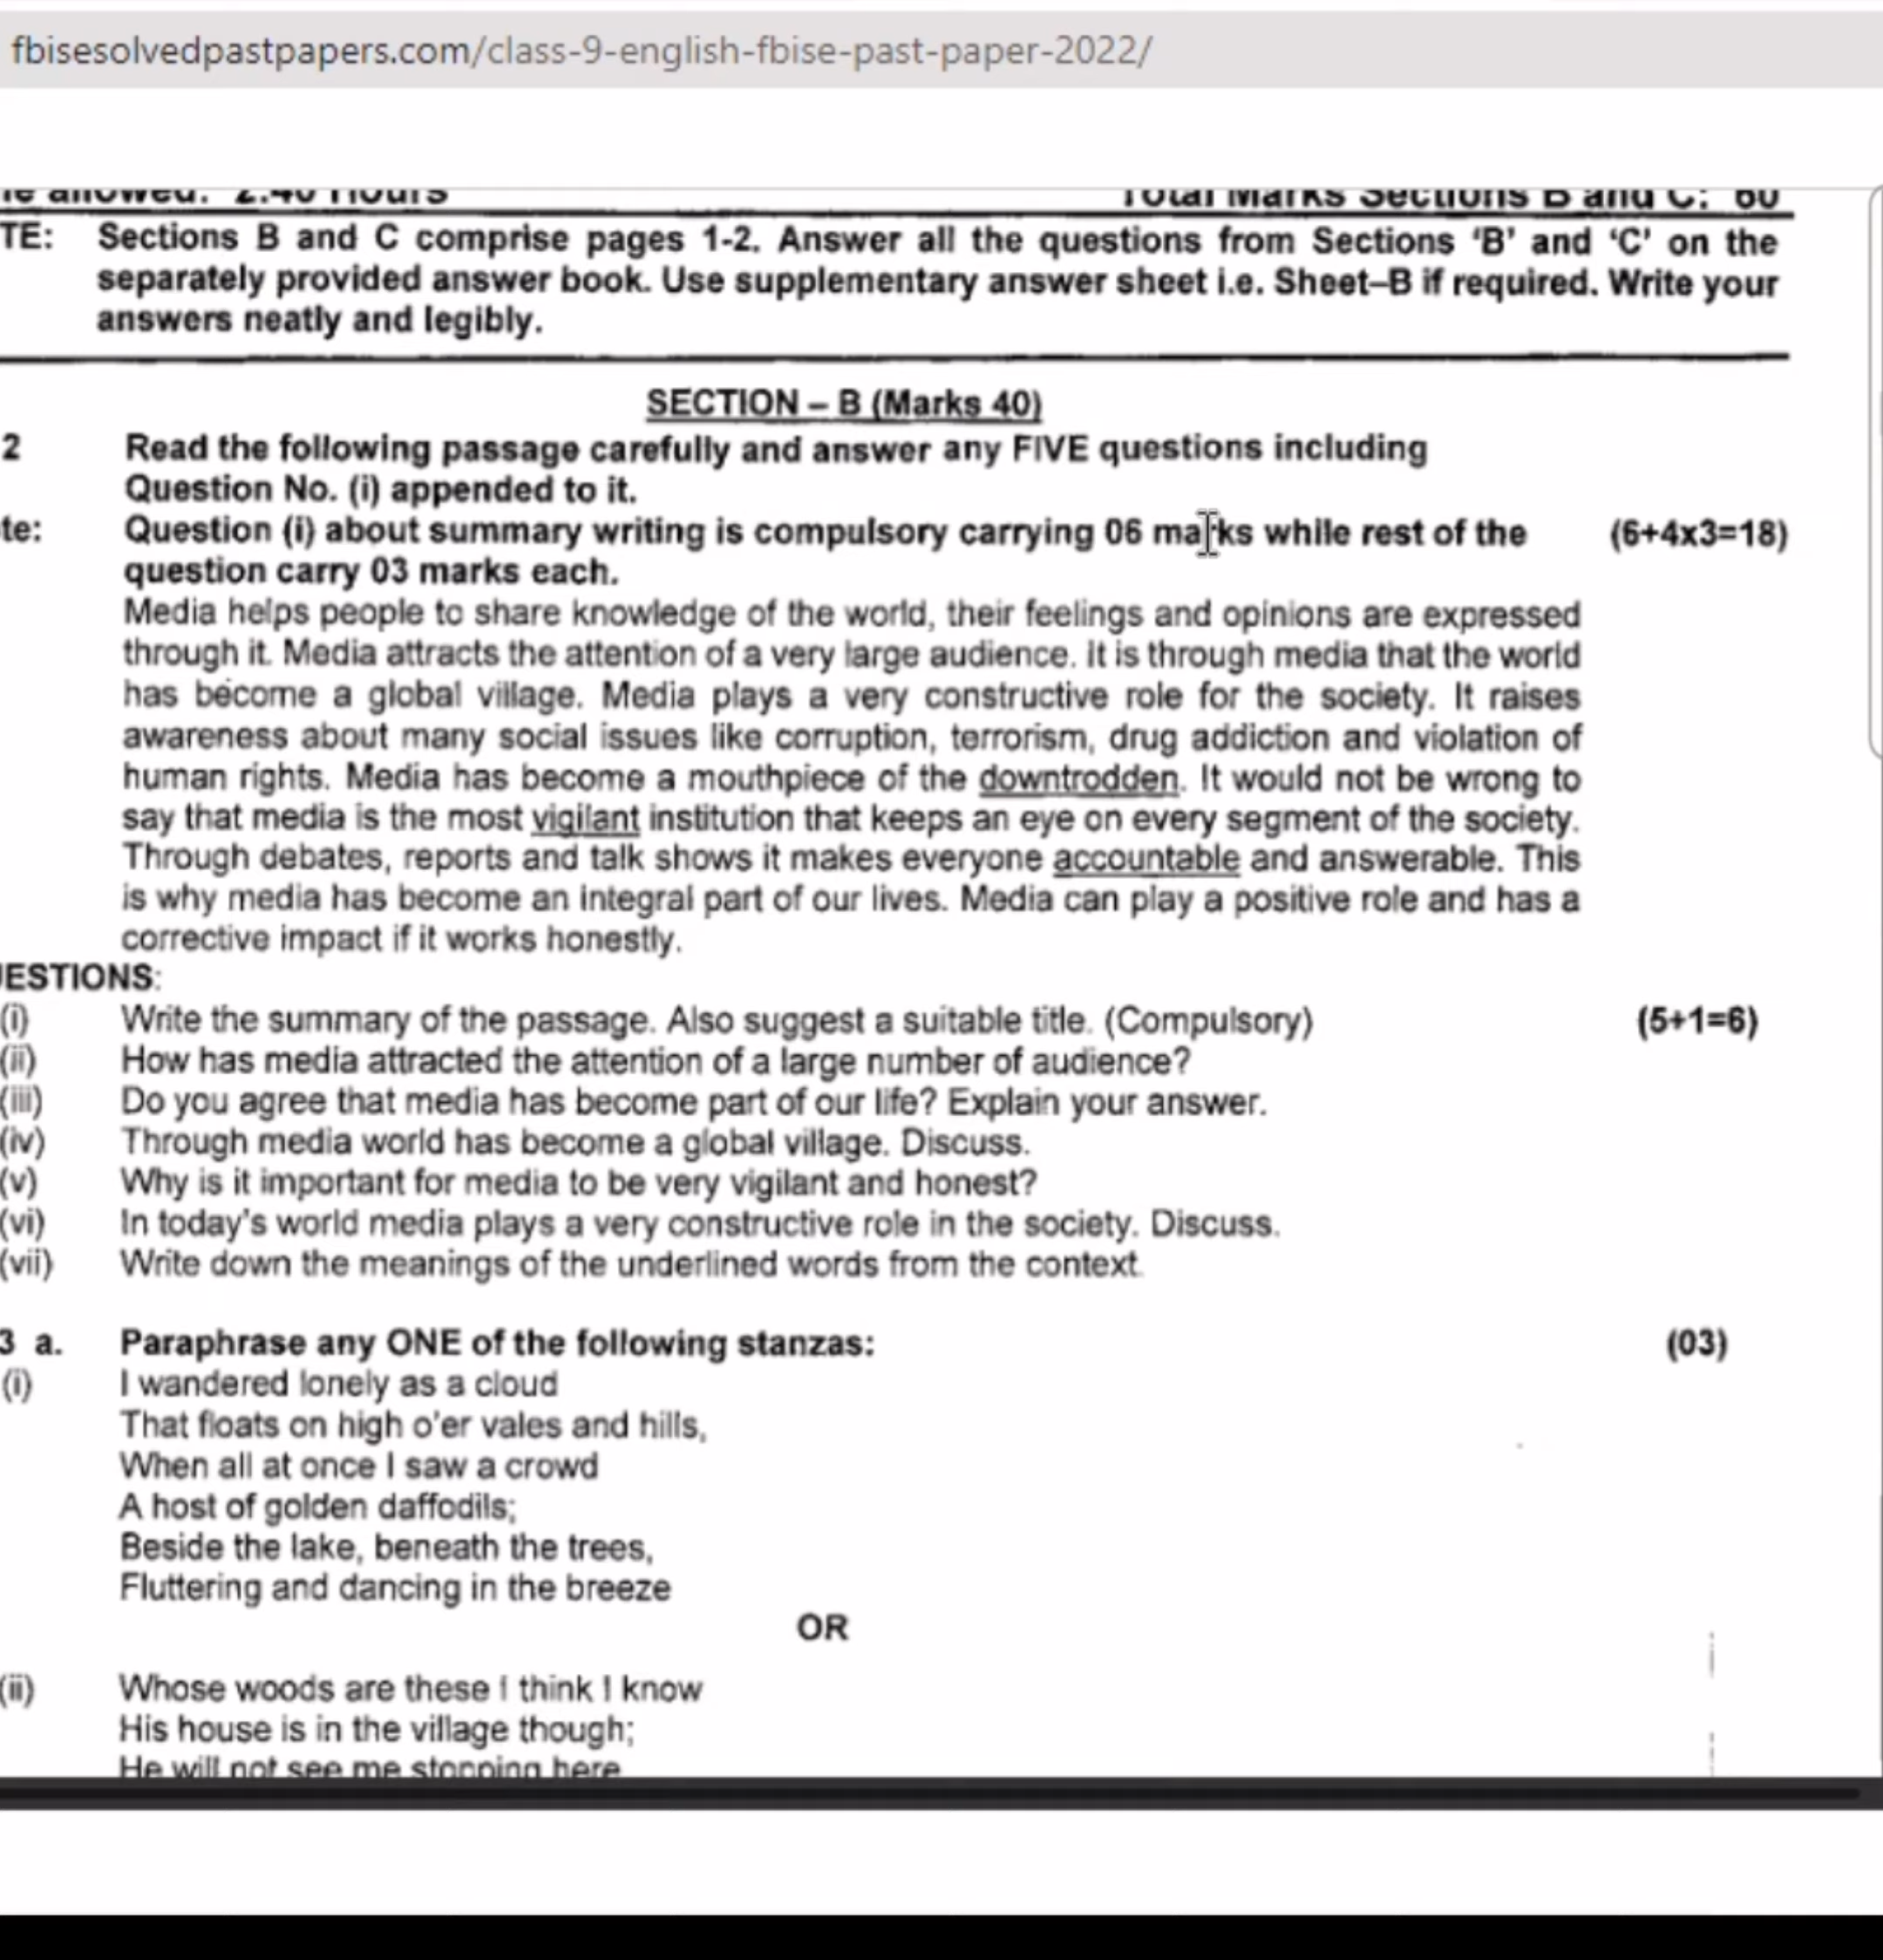 fbisesolvedpastpapers.com/class-9-english-fbise-past-paper-2022/
allowed: 2:40 Hours Total Marks Sections B and C: 60
TE: Sections B and C comprise pages 1-2. Answer all the questions from Sections ‘B’ and ‘C’ on the
separately provided answer book. Use supplementary answer sheet i.e. Sheet–B if required. Write your
answers neatly and legibly.
SECTION – B (Marks 40)
2 Read the following passage carefully and answer any FIVE questions including
Question No. (i) appended to it.
te: Question (i) about summary writing is compulsory carrying 06 marks while rest of the (6+4x3=18)
question carry 03 marks each.
Media helps people to share knowledge of the world, their feelings and opinions are expressed
through it. Media attracts the attention of a very large audience. it is through media that the world
has become a global village. Media plays a very constructive role for the society. It raises
awareness about many social issues like corruption, terrorism, drug addiction and violation of
human rights. Media has become a mouthpiece of the downtrodden. It would not be wrong to
say that media is the most vigilant institution that keeps an eye on every segment of the society.
Through debates, reports and talk shows it makes everyone accountable and answerable. This
is why media has become an integral part of our lives. Media can play a positive role and has a
corrective impact if it works honestly.
UESTIONS:
(i) Write the summary of the passage. Also suggest a suitable title. (Compulsory) (5+1=6)
(ii) How has media attracted the attention of a large number of audience?
(iii) Do you agree that media has become part of our life? Explain your answer.
(iv) Through media world has become a global village. Discuss.
(v) Why is it important for media to be very vigilant and honest?
(vi) In today's world media plays a very constructive role in the society. Discuss.
(vii) Write down the meanings of the underlined words from the context.
3 a. Paraphrase any ONE of the following stanzas: (03)
(i) I wandered lonely as a cloud
That floats on high o'er vales and hills,
When all at once I saw a crowd
A host of golden daffodils;
Beside the lake, beneath the trees,
Fluttering and dancing in the breeze
OR
(ii) Whose woods are these I think I know
His house is in the village though;
He will not see me stopping here